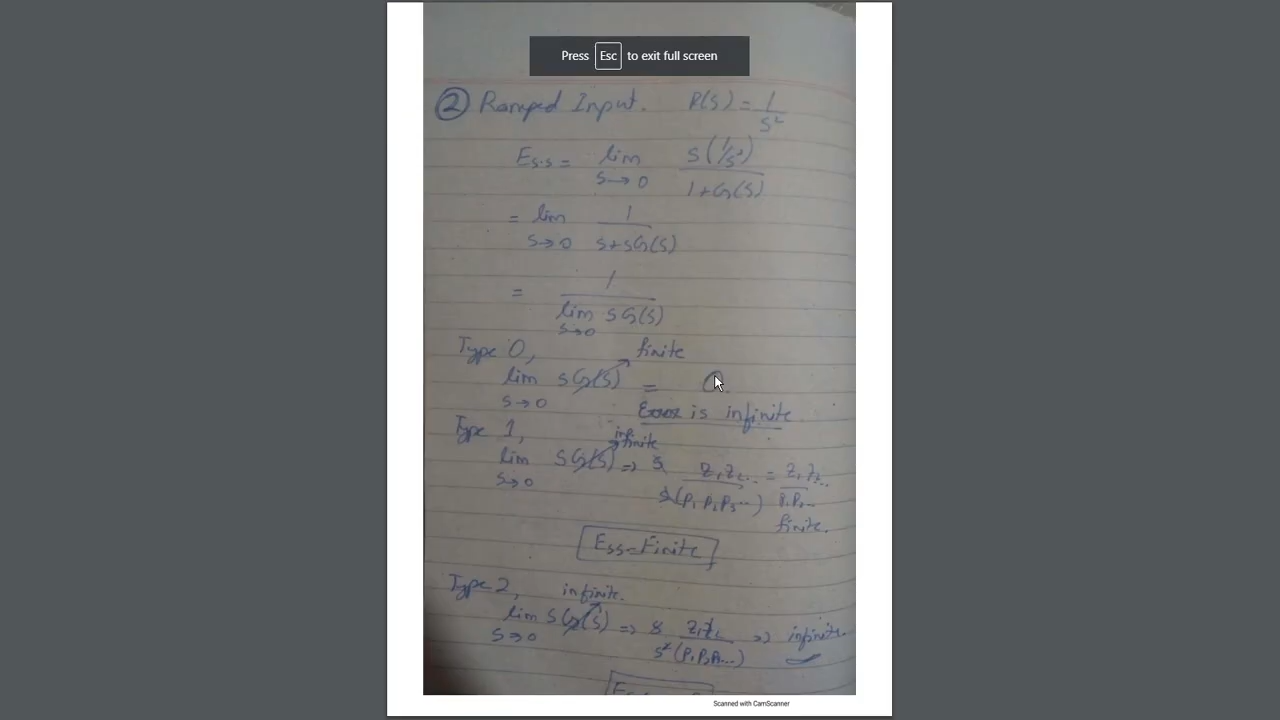 Press Esc to exit full screen
② Ramped Input. R(S) = 1/S²
Es.s = lim S→0 S(1/S²) / 1+G(S)
= lim S→0 1 / S+SG(S)
= 1 / lim S→0 SG(S)
Type 0, finite
lim S→0 SG(S) = 0
Error is infinite
Type 1, infinite
lim S→0 SG(S) => S Z1Z2... / S(P1P2P3...) = Z1Z2... / P1P2...
finite.
Ess=Finite
Type 2, infinite.
lim S→0 SG(S) => S Z1Z2 / S²(P1P2P3...) => infinite.
Scanned with CamScanner